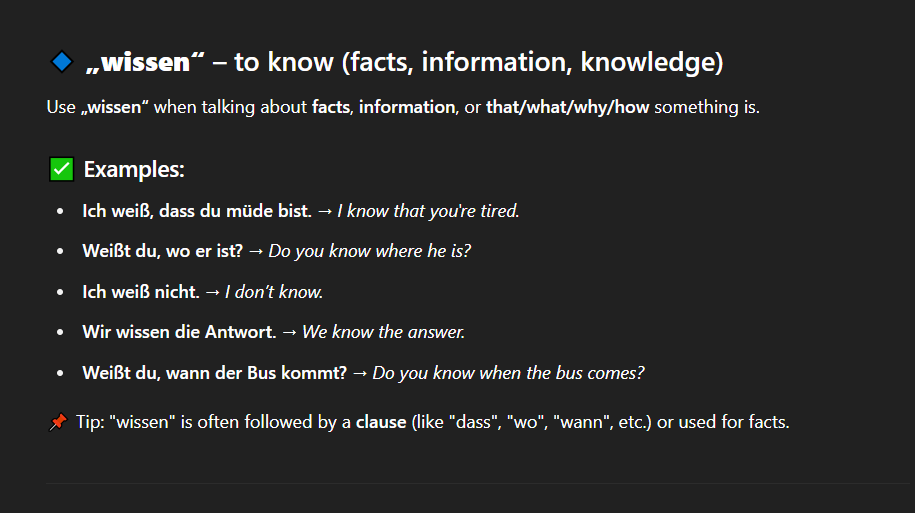 🔷 „wissen“ – to know (facts, information, knowledge)
Use „wissen“ when talking about facts, information, or that/what/why/how something is.
✅ Examples:
• Ich weiß, dass du müde bist. → I know that you're tired.
• Weißt du, wo er ist? → Do you know where he is?
• Ich weiß nicht. → I don’t know.
• Wir wissen die Antwort. → We know the answer.
• Weißt du, wann der Bus kommt? → Do you know when the bus comes?
📌 Tip: "wissen" is often followed by a clause (like "dass", "wo", "wann", etc.) or used for facts.